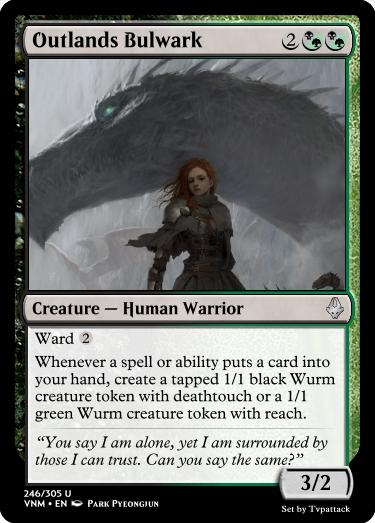 Outlands Bulwark 2
Creature — Human Warrior
Ward 2
Whenever a spell or ability puts a card into
your hand, create a tapped 1/1 black Wurm
creature token with deathtouch or a 1/1
green Wurm creature token with reach.
“You say I am alone, yet I am surrounded by
those I can trust. Can you say the same?”
3/2
246/305 U
VNM • EN Park Pyeongjun
Set by Tvpattack